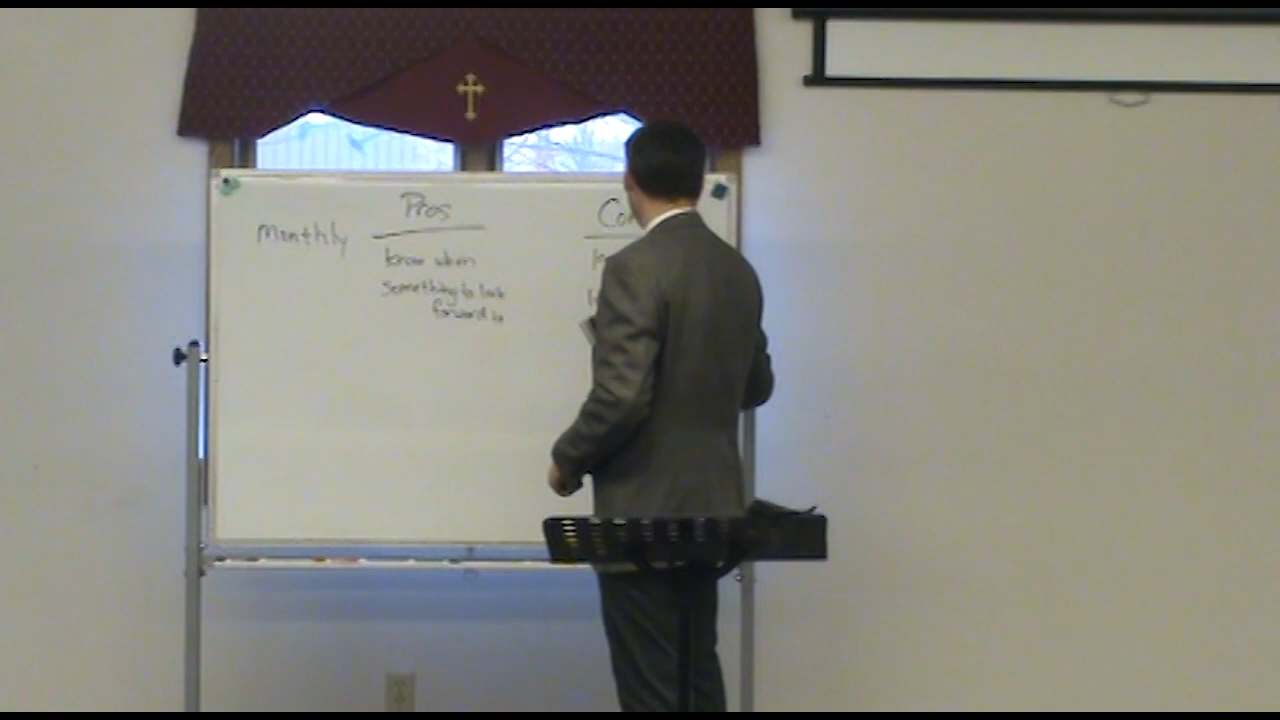 Pros
Monthly
know when
something to look
forward to